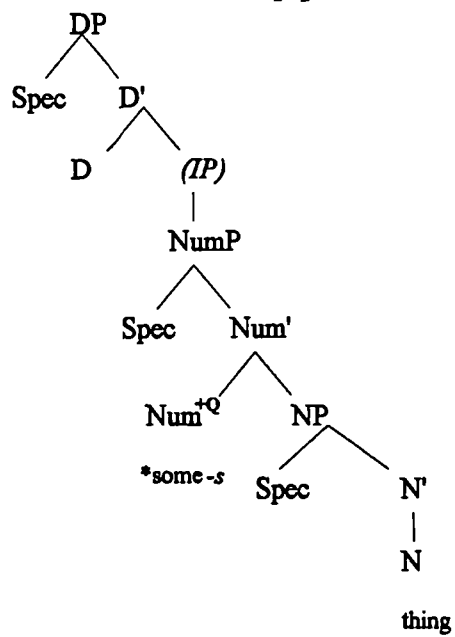 DP
Spec D'
D (IP)
NumP
Spec Num'
Num+Q NP
*some -s Spec N'
N
thing